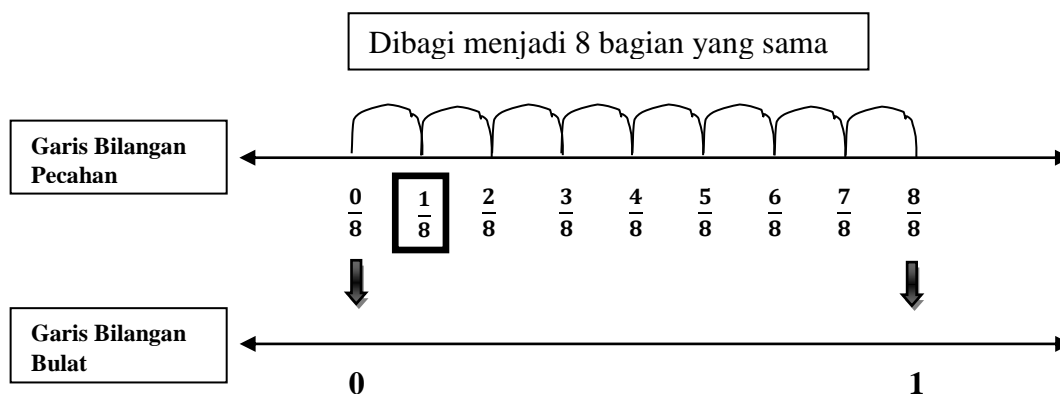 Dibagi menjadi 8 bagian yang sama
Garis Bilangan
Pecahan
0/8 1/8 2/8 3/8 4/8 5/8 6/8 7/8 8/8
Garis Bilangan
Bulat
0 1